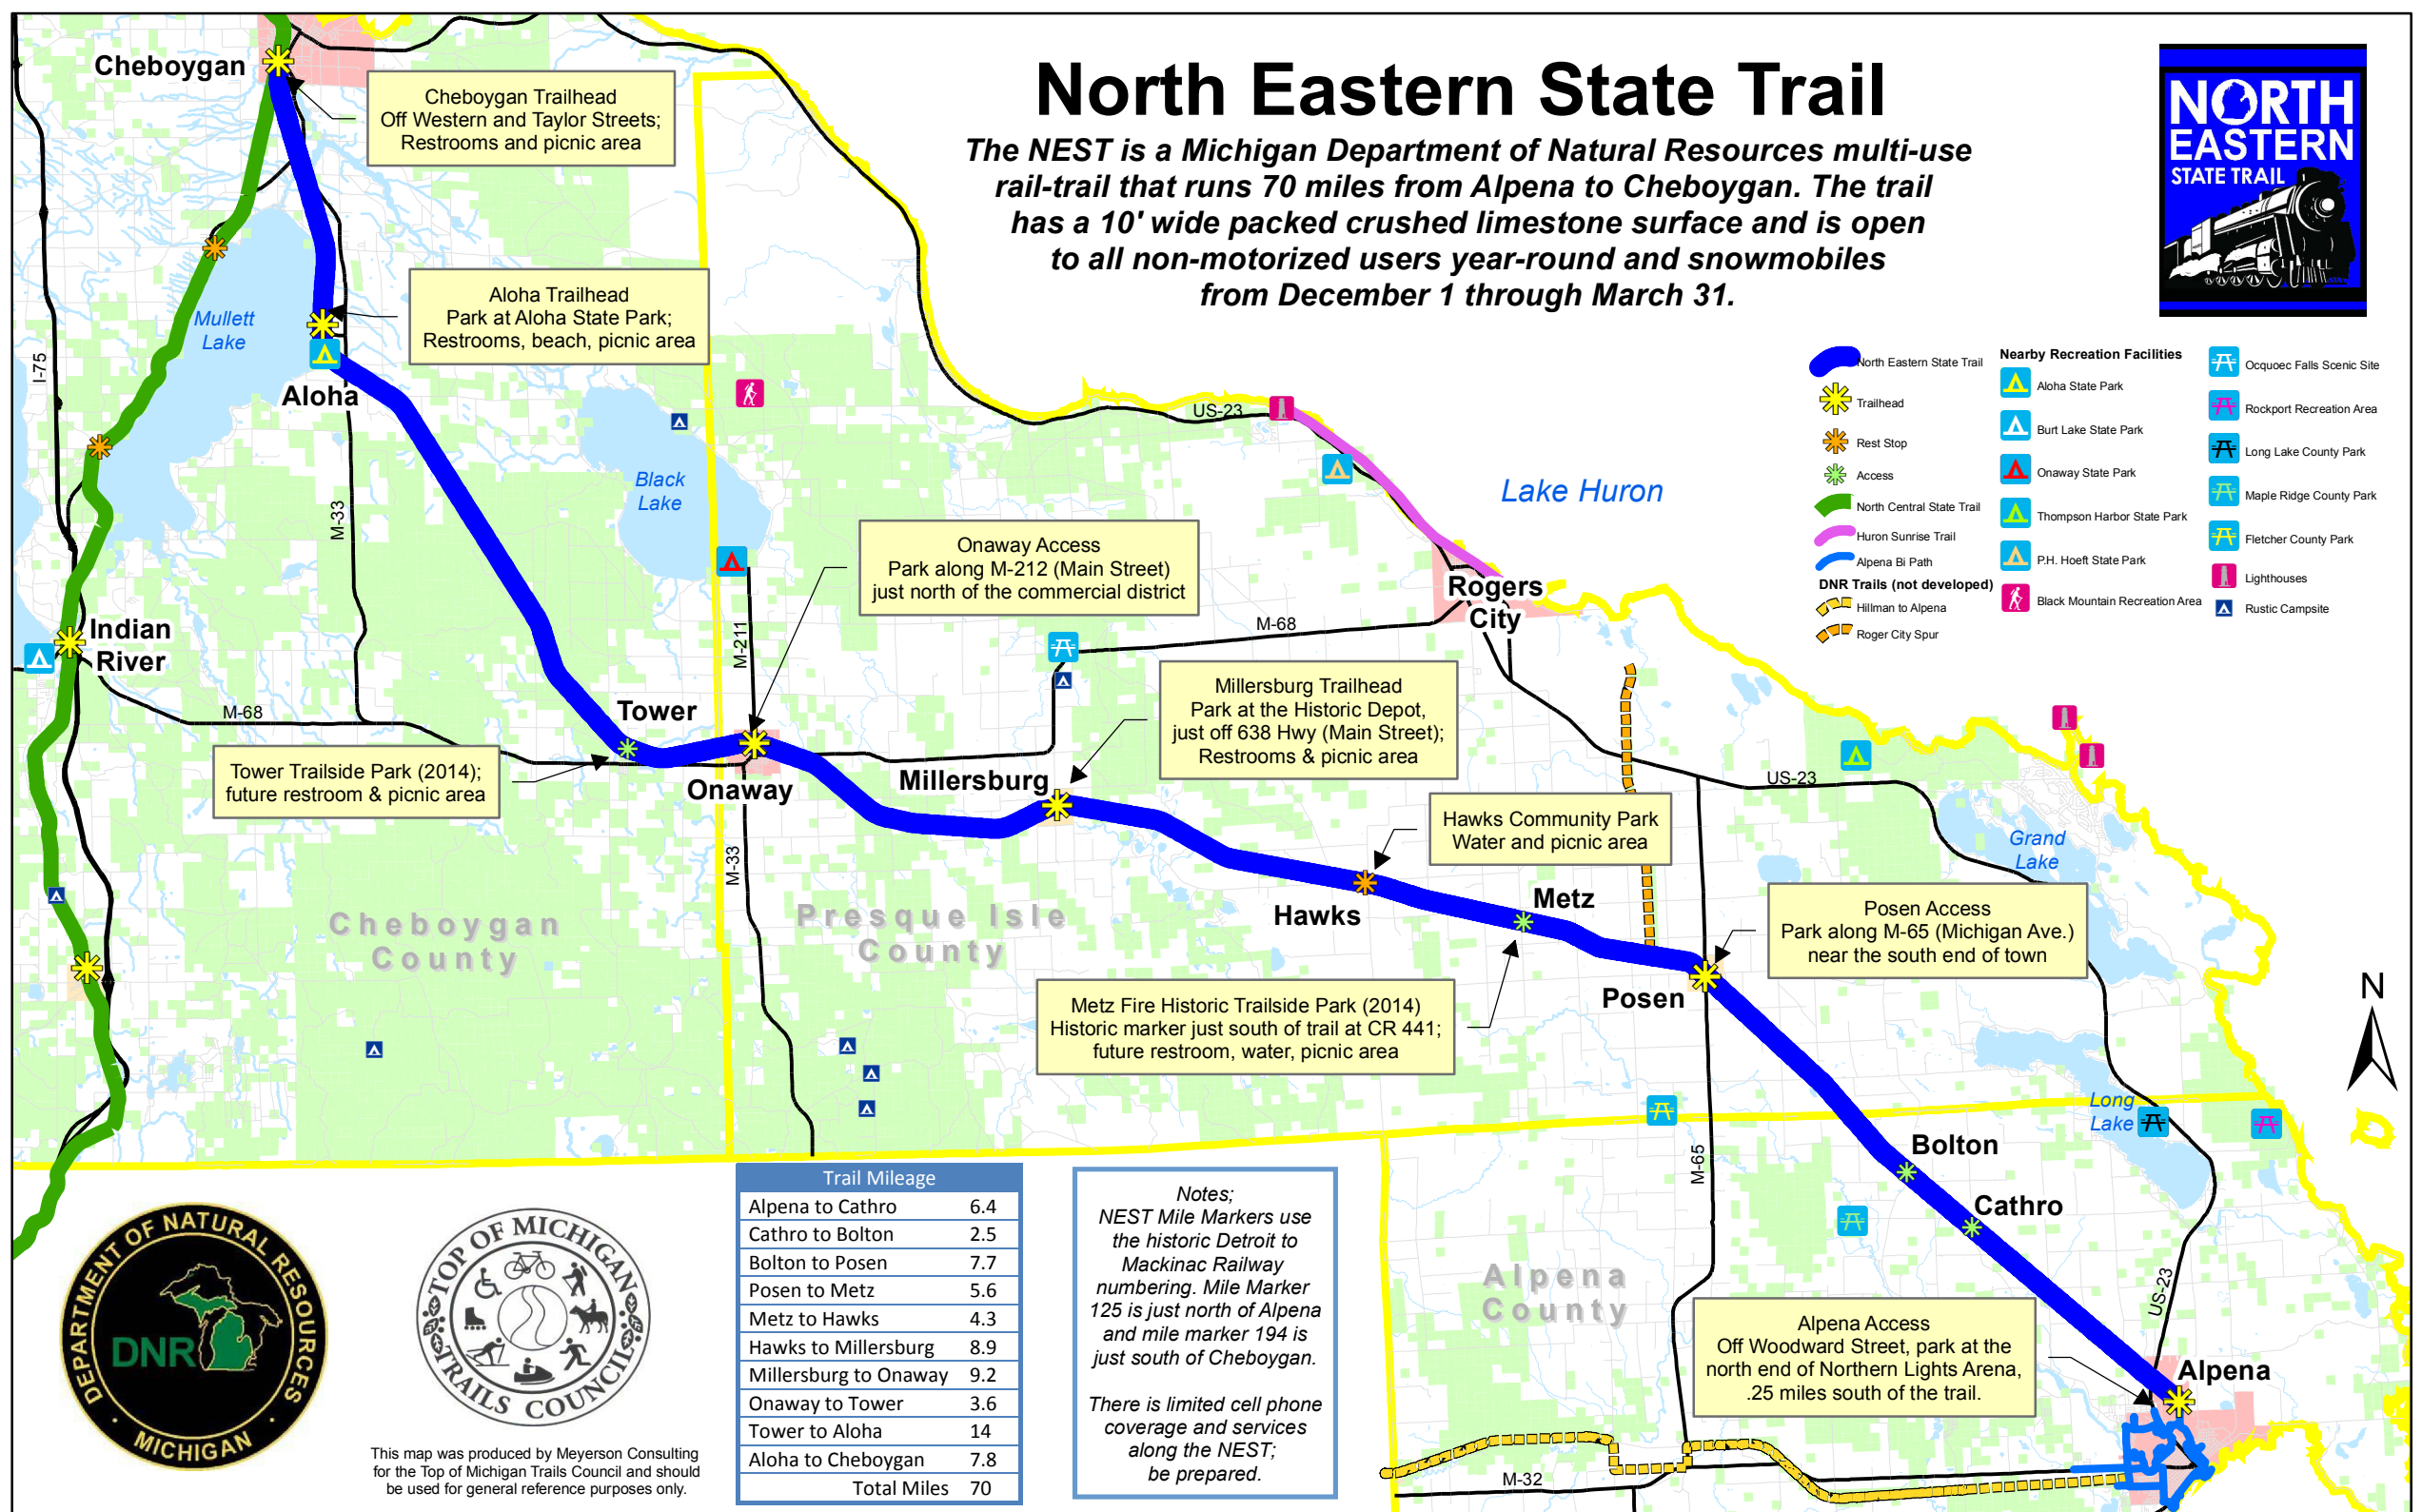 North Eastern State Trail
The NEST is a Michigan Department of Natural Resources multi-use
rail-trail that runs 70 miles from Alpena to Cheboygan. The trail
has a 10' wide packed crushed limestone surface and is open
to all non-motorized users year-round and snowmobiles
from December 1 through March 31.
NORTH
EASTERN
STATE TRAIL
Cheboygan
Cheboygan Trailhead
Off Western and Taylor Streets;
Restrooms and picnic area
Aloha Trailhead
Park at Aloha State Park;
Restrooms, beach, picnic area
Mullett
Lake
I-75
Aloha
M-33
Black
Lake
US-23
Lake Huron
North Eastern State Trail
Trailhead
Rest Stop
Access
North Central State Trail
Huron Sunrise Trail
Alpena Bi Path
DNR Trails (not developed)
Hillman to Alpena
Roger City Spur
Nearby Recreation Facilities
Aloha State Park
Burt Lake State Park
Onaway State Park
Thompson Harbor State Park
P.H. Hoeft State Park
Black Mountain Recreation Area
Ocquoec Falls Scenic Site
Rockport Recreation Area
Long Lake County Park
Maple Ridge County Park
Fletcher County Park
Lighthouses
Rustic Campsite
Onaway Access
Park along M-212 (Main Street)
just north of the commercial district
Rogers
City
M-68
M-211
Indian
River
M-68
Tower
Tower Trailside Park (2014);
future restroom & picnic area
Onaway
Millersburg
Millersburg Trailhead
Park at the Historic Depot,
just off 638 Hwy (Main Street);
Restrooms & picnic area
US-23
Grand
Lake
Hawks Community Park
Water and picnic area
M-33
Hawks
Metz
Cheboygan
County
Presque Isle
County
Posen Access
Park along M-65 (Michigan Ave.)
near the south end of town
Posen
Metz Fire Historic Trailside Park (2014)
Historic marker just south of trail at CR 441;
future restroom, water, picnic area
N
Long
Lake
Bolton
M-65
Cathro
Alpena
County
US-23
Alpena Access
Off Woodward Street, park at the
north end of Northern Lights Arena,
.25 miles south of the trail.
Alpena
M-32
DEPARTMENT OF NATURAL RESOURCES
DNR
MICHIGAN
TOP OF MICHIGAN
TRAILS COUNCIL
This map was produced by Meyerson Consulting
for the Top of Michigan Trails Council and should
be used for general reference purposes only.
Trail Mileage
Alpena to Cathro 6.4
Cathro to Bolton 2.5
Bolton to Posen 7.7
Posen to Metz 5.6
Metz to Hawks 4.3
Hawks to Millersburg 8.9
Millersburg to Onaway 9.2
Onaway to Tower 3.6
Tower to Aloha 14
Aloha to Cheboygan 7.8
Total Miles 70
Notes;
NEST Mile Markers use
the historic Detroit to
Mackinac Railway
numbering. Mile Marker
125 is just north of Alpena
and mile marker 194 is
just south of Cheboygan.
There is limited cell phone
coverage and services
along the NEST;
be prepared.